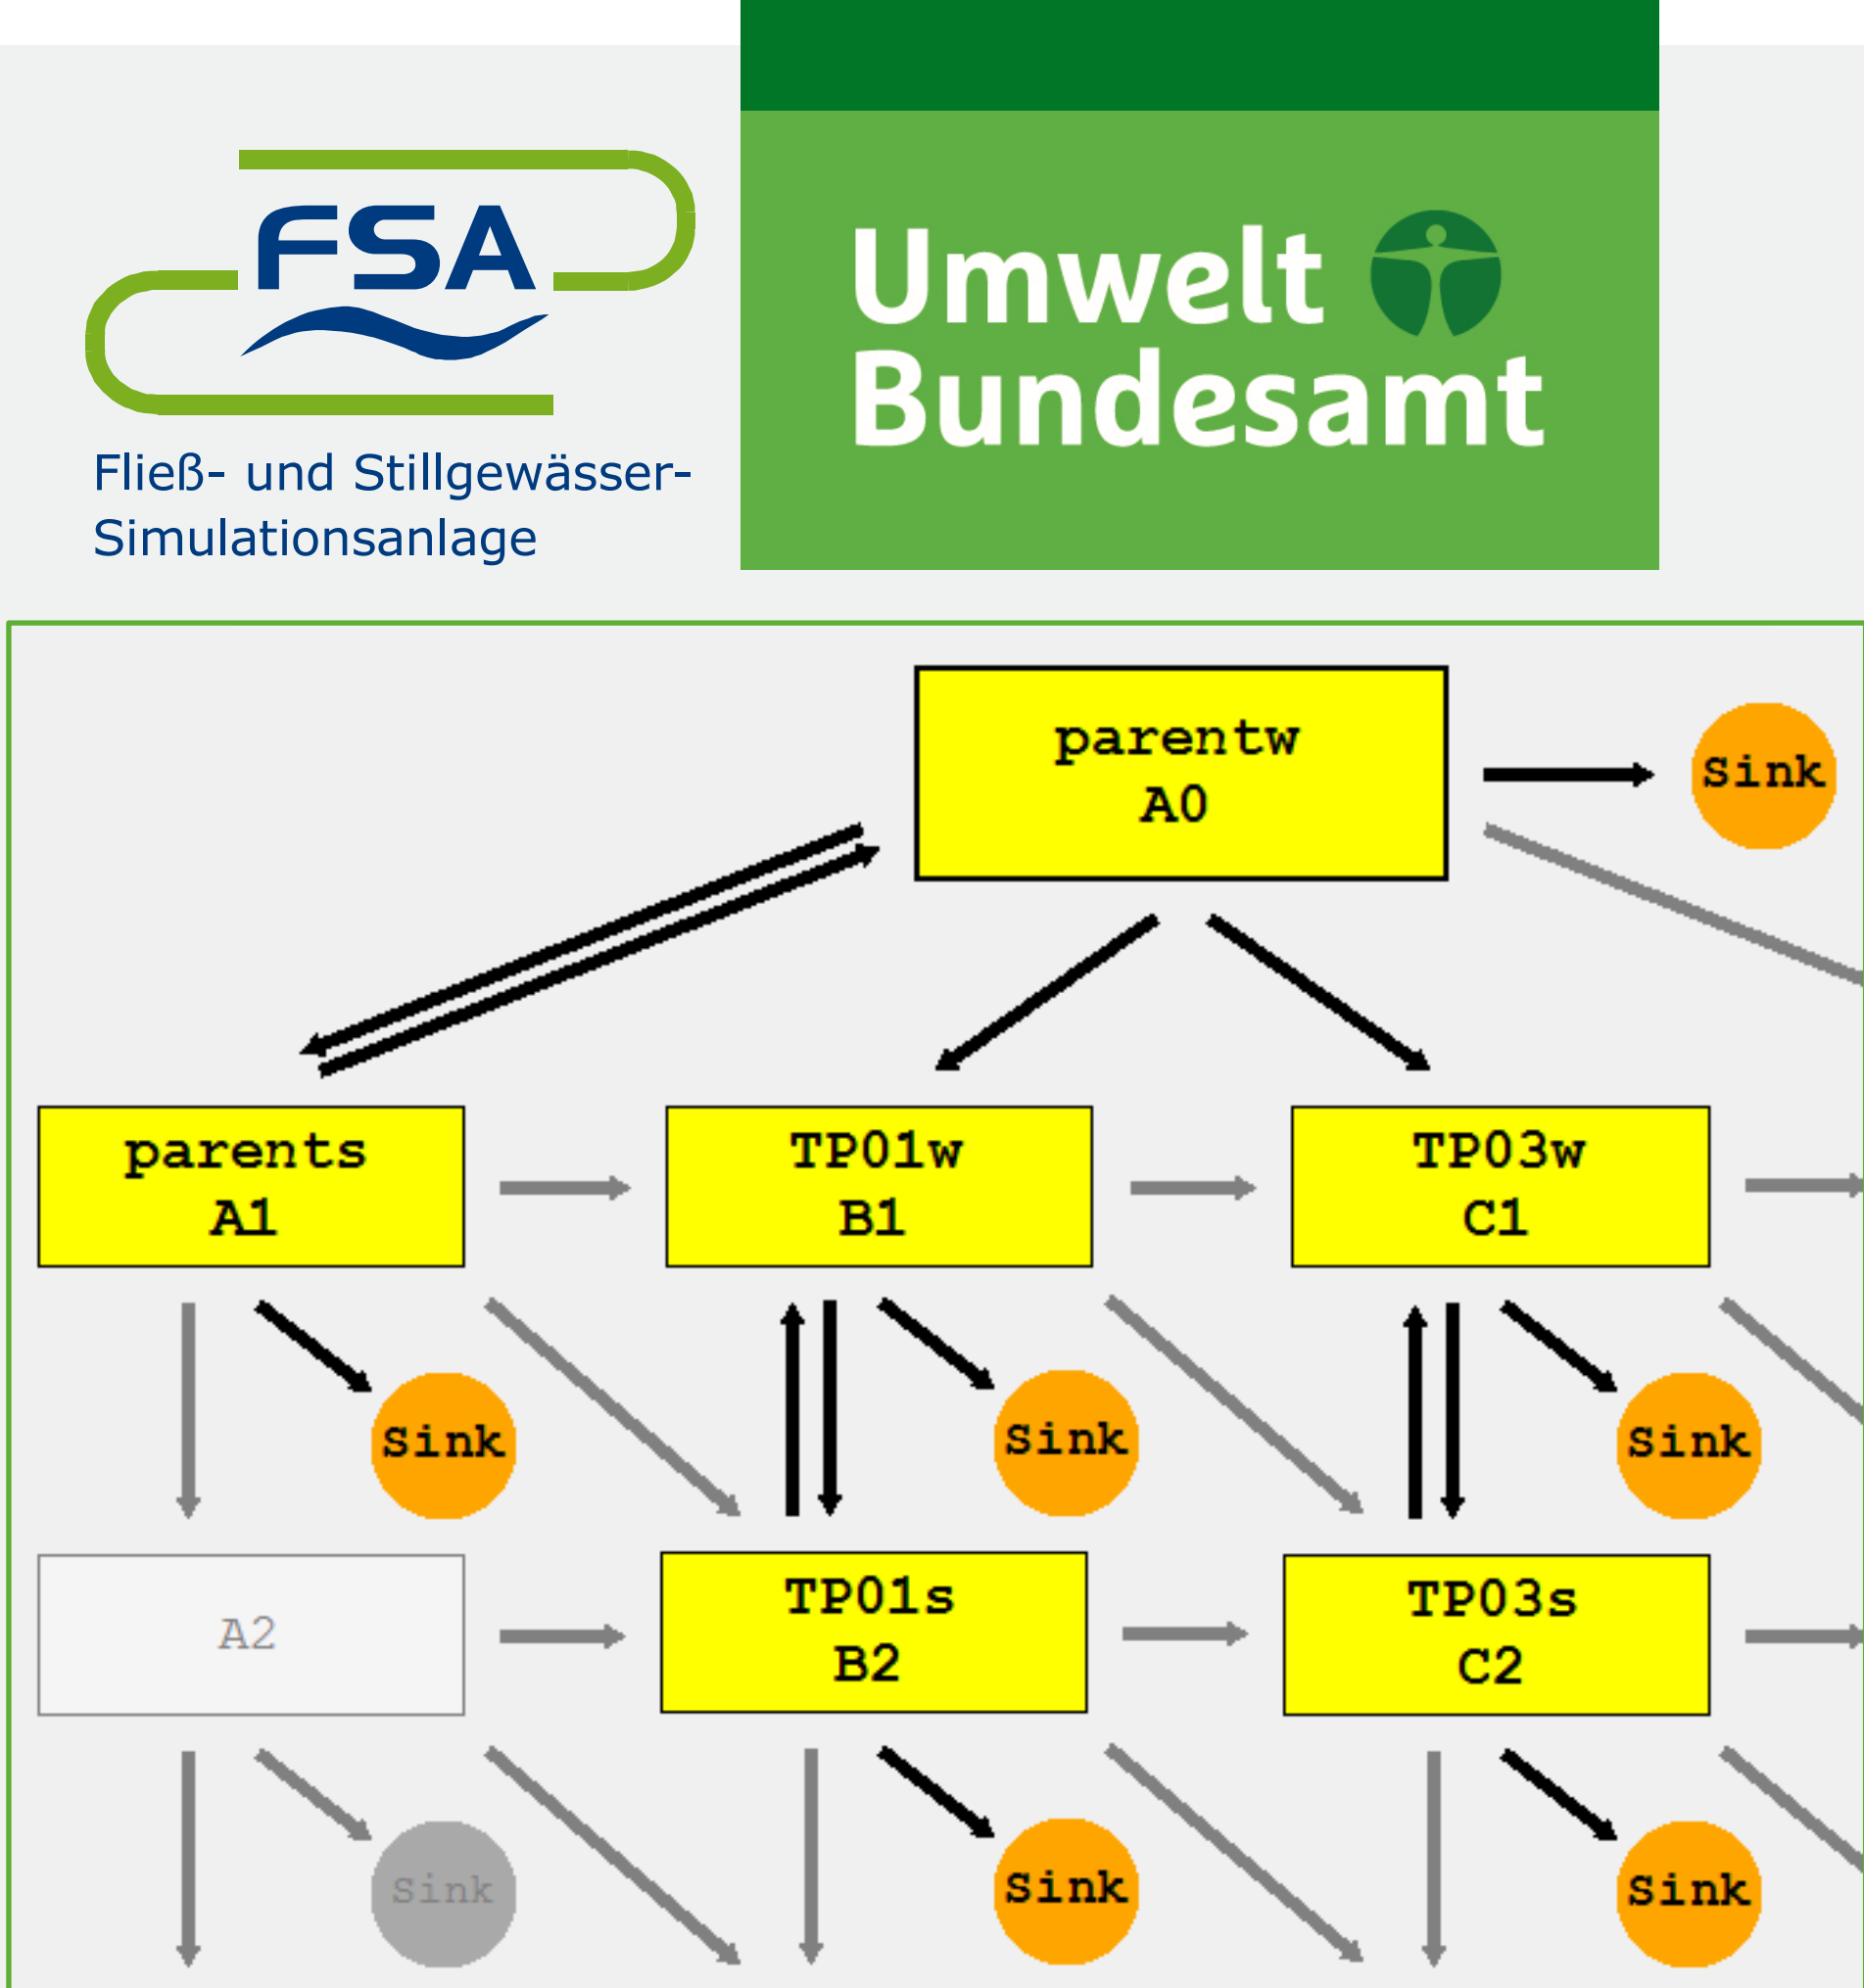 FSA
Fließ- und Stillgewässer-
Simulationsanlage
Umwelt
Bundesamt
parentw
A0
Sink
parents
A1
TP01w
B1
TP03w
C1
Sink
Sink
Sink
A2
TP01s
B2
TP03s
C2
Sink
Sink
Sink